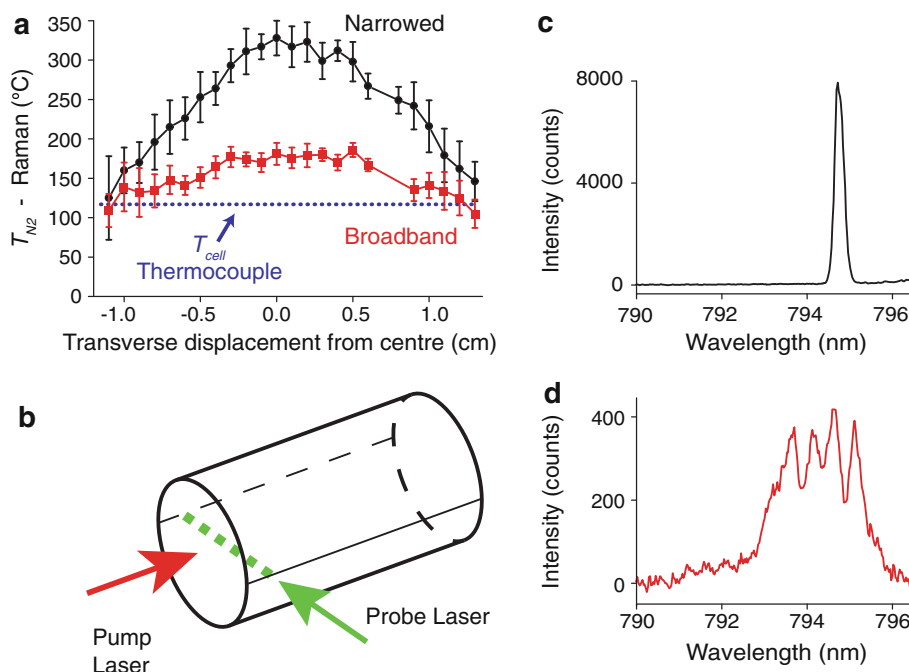 a
Narrowed
T_N2 - Raman (°C)
350
300
250
200
150
100
50
0
T_cell
Thermocouple
Broadband
-1.0
-0.5
0.0
0.5
1.0
Transverse displacement from centre (cm)
b
Pump
Laser
Probe Laser
c
Intensity (counts)
8000
4000
0
790
792
794
796
Wavelength (nm)
d
Intensity (counts)
400
200
0
790
792
794
796
Wavelength (nm)